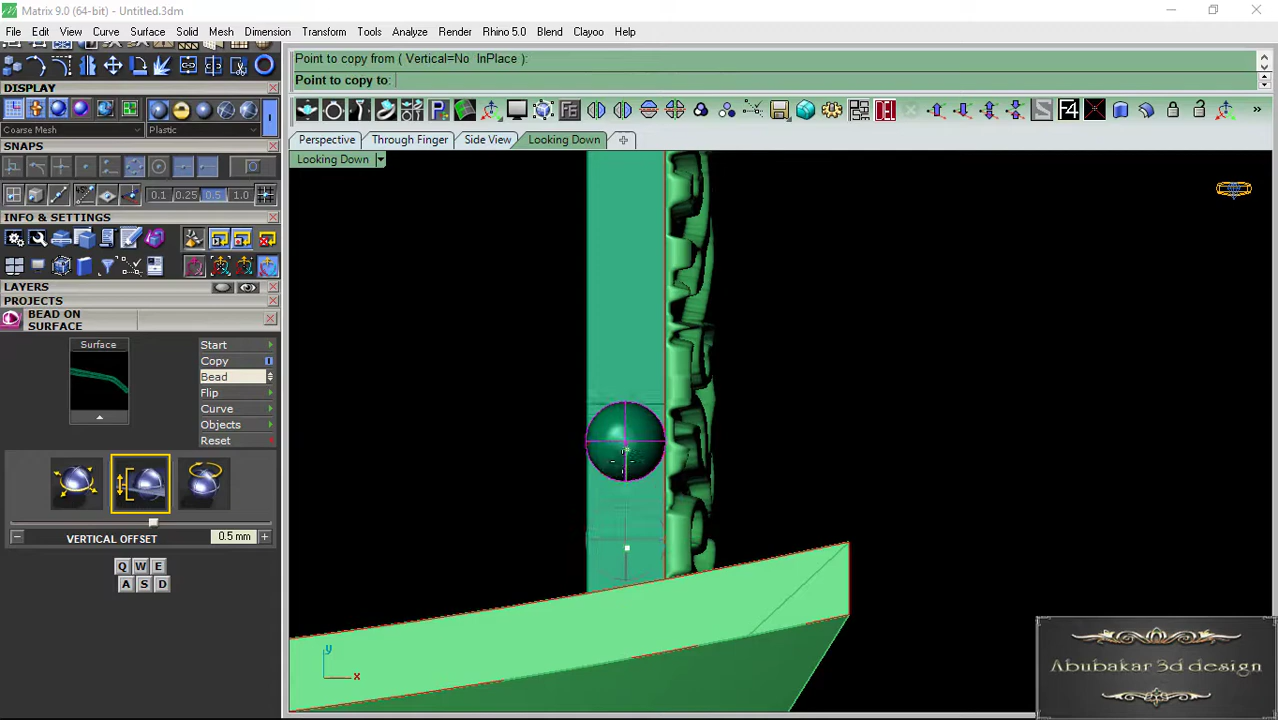 Matrix 9.0 (64-bit) - Untitled.3dm
File Edit View Curve Surface Solid Mesh Dimension Transform Tools Analyze Render Rhino 5.0 Blend Clayoo Help
Point to copy from ( Vertical=No InPlace ):
Point to copy to:
DISPLAY
Coarse Mesh Plastic
SNAPS
0.1 0.25 0.5 1.0
INFO & SETTINGS
LAYERS
PROJECTS
BEAD ON
SURFACE
Surface
Start
Copy
Bead
Flip
Curve
Objects
Reset
VERTICAL OFFSET 0.5 mm
Q W E
A S D
F4
Perspective Through Finger Side View Looking Down
Looking Down
y
x
Abubakar 3d design